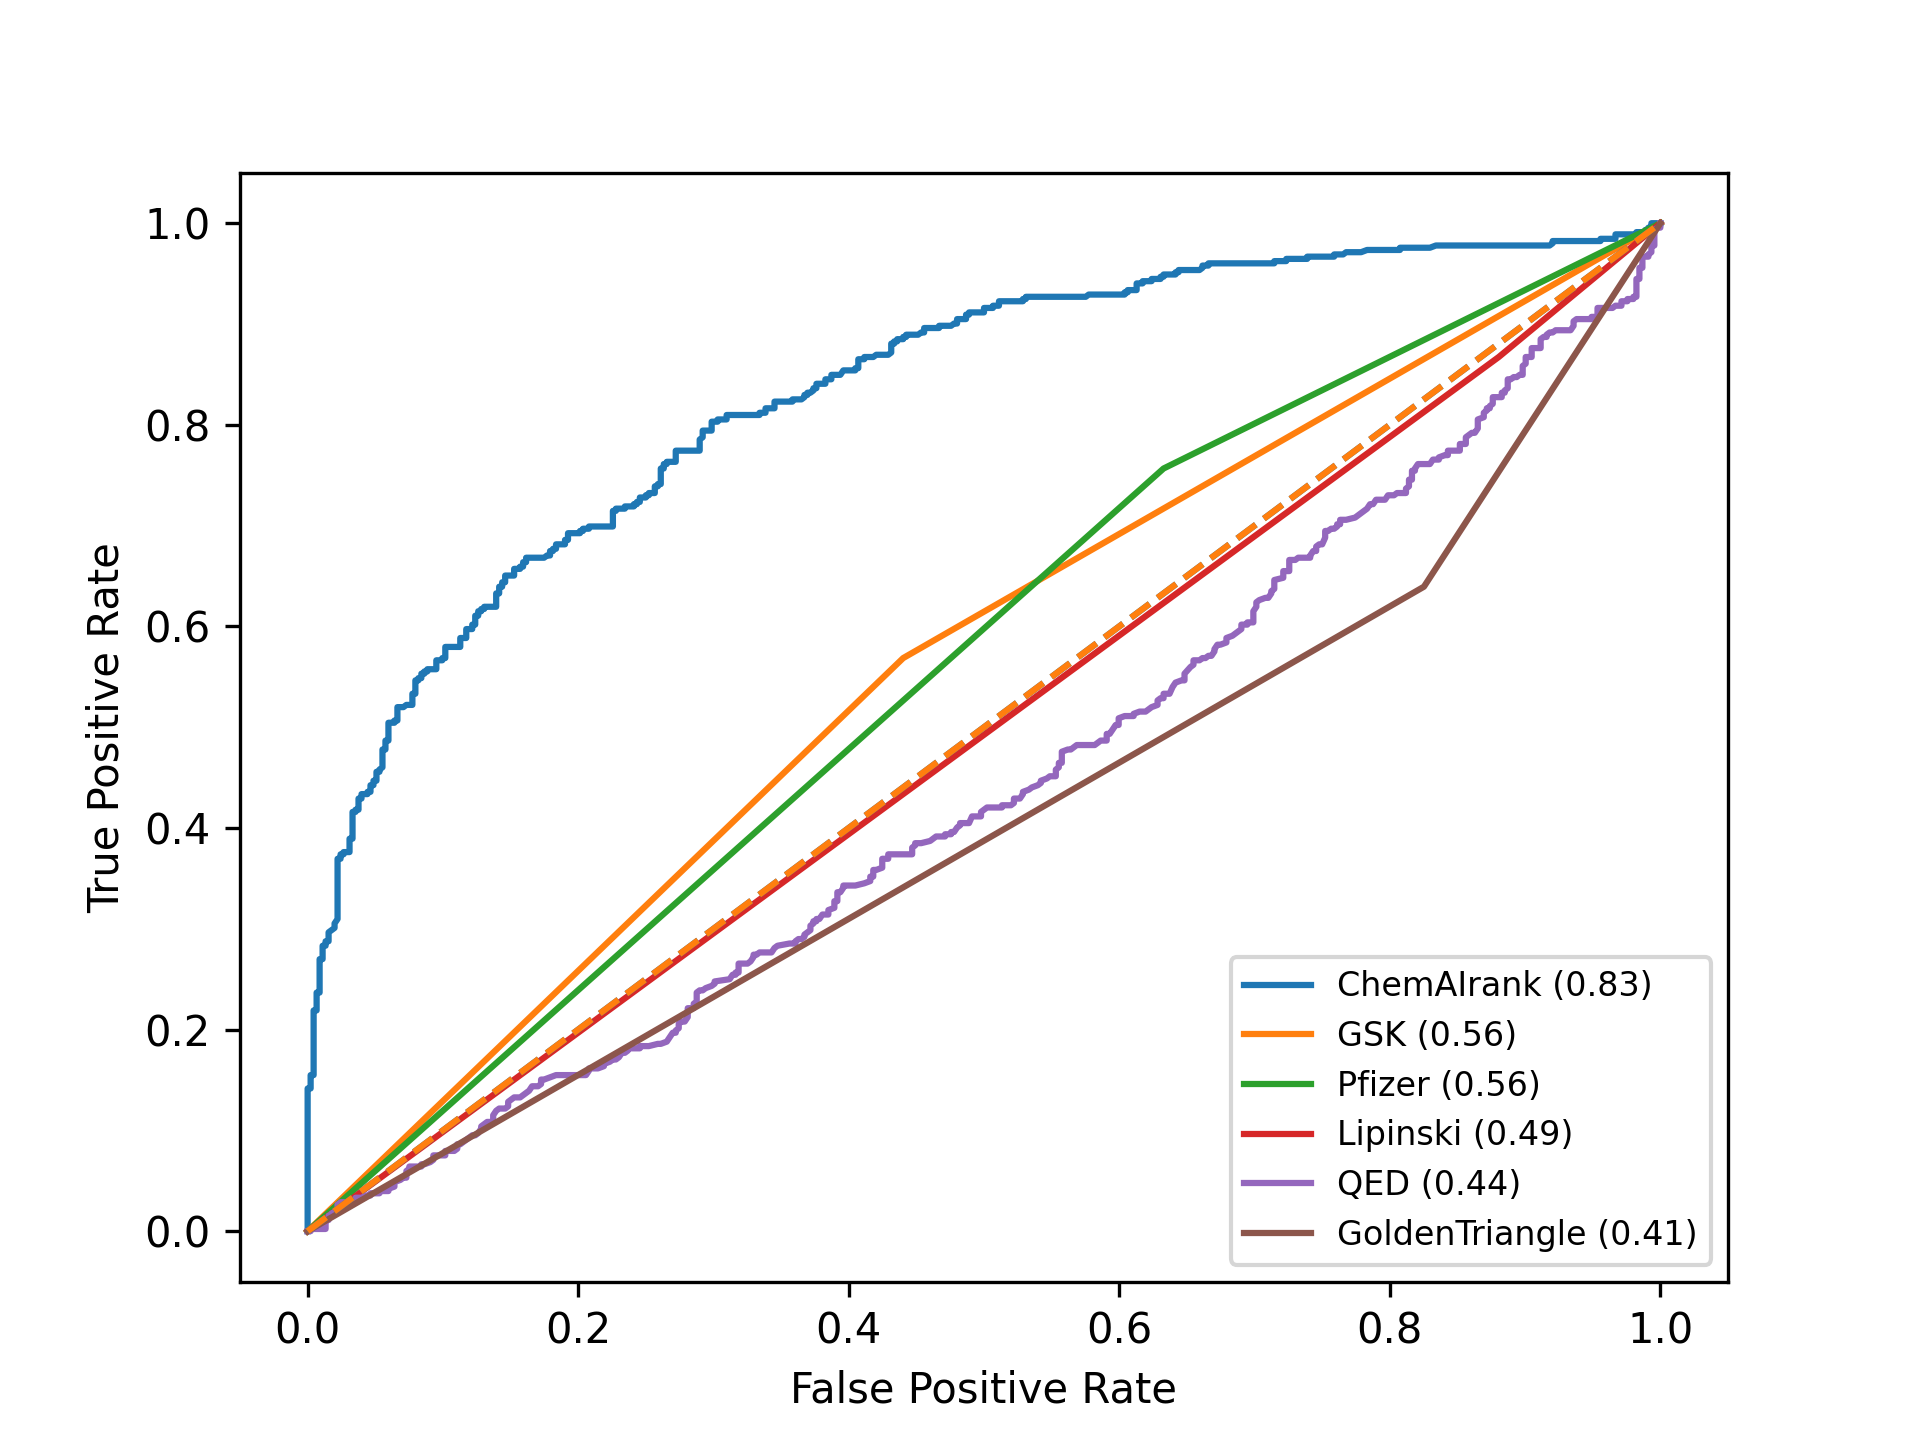 1.0
0.8
0.6
0.4
0.2
0.0
True Positive Rate
0.0 0.2 0.4 0.6 0.8 1.0
False Positive Rate
ChemAIrank (0.83)
GSK (0.56)
Pfizer (0.56)
Lipinski (0.49)
QED (0.44)
GoldenTriangle (0.41)